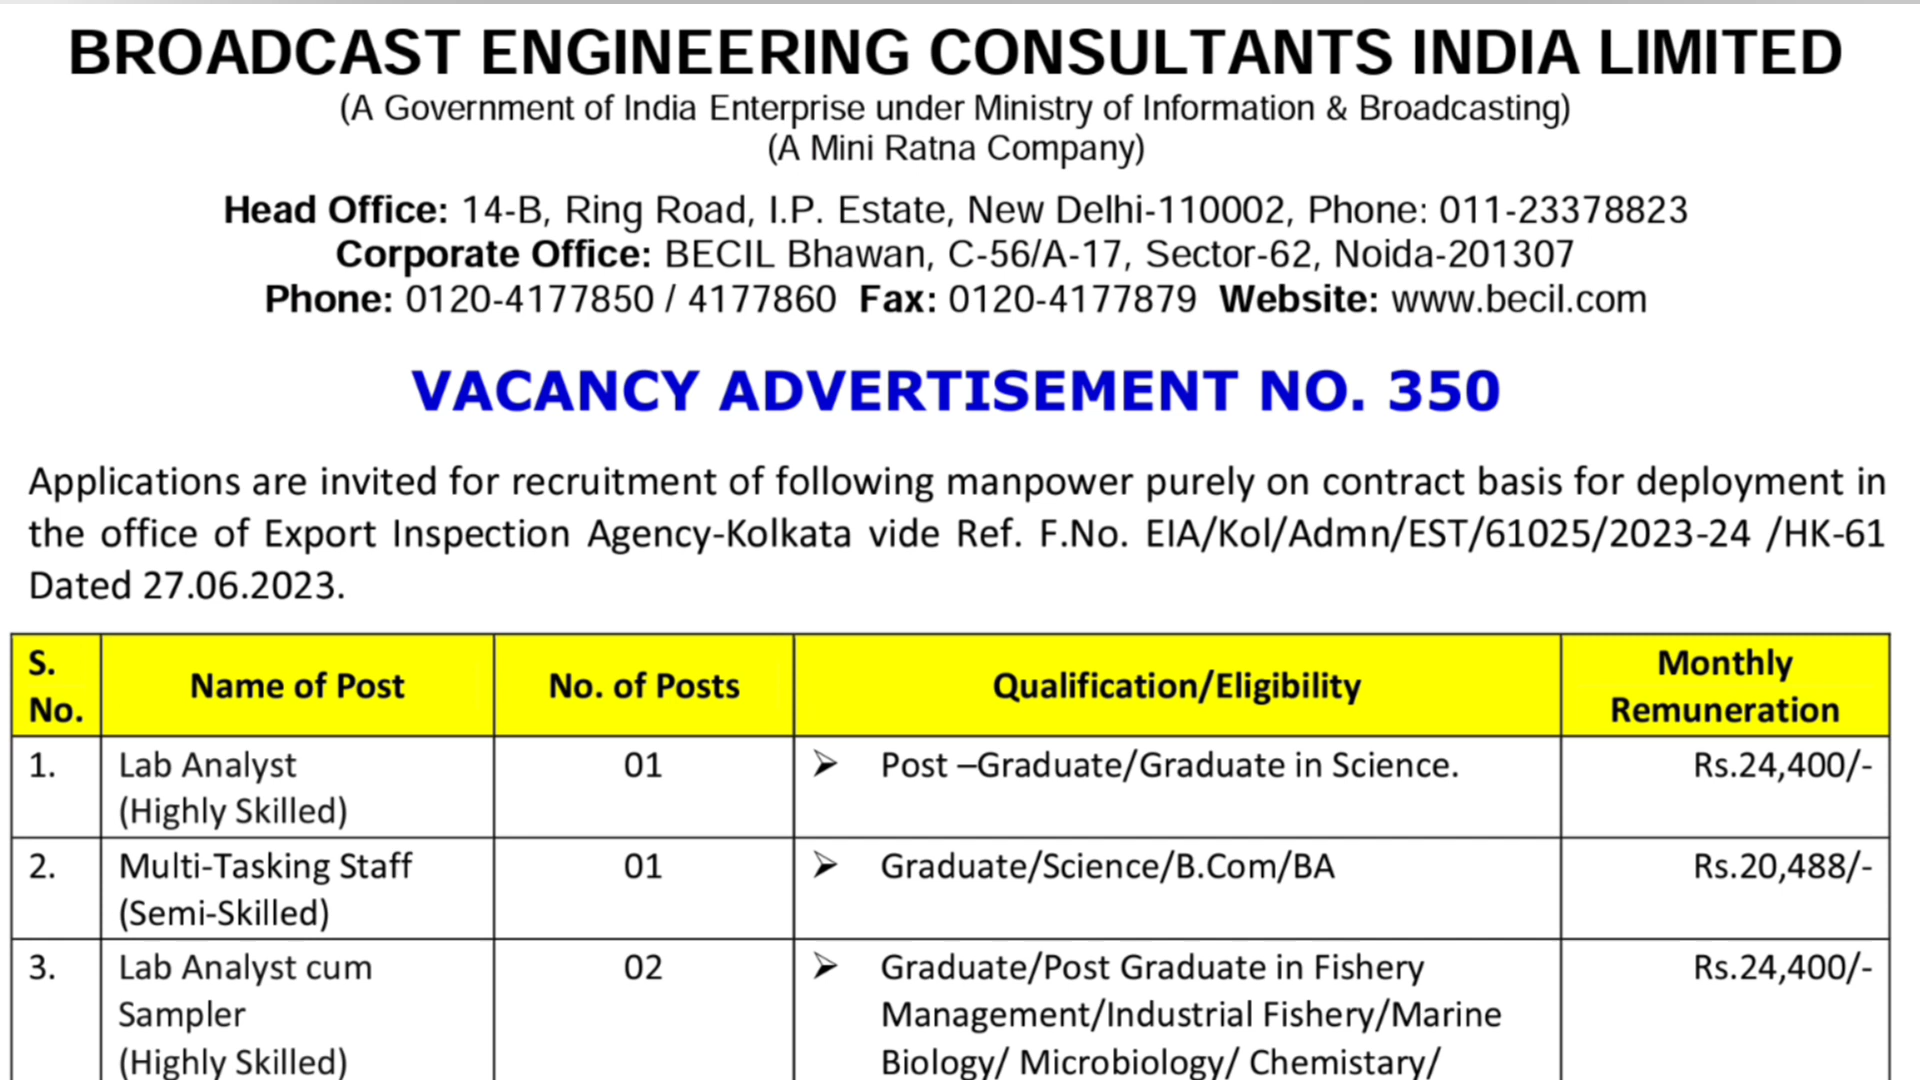 BROADCAST ENGINEERING CONSULTANTS INDIA LIMITED
(A Government of India Enterprise under Ministry of Information & Broadcasting)
(A Mini Ratna Company)
Head Office: 14-B, Ring Road, I.P. Estate, New Delhi-110002, Phone: 011-23378823
Corporate Office: BECIL Bhawan, C-56/A-17, Sector-62, Noida-201307
Phone: 0120-4177850 / 4177860 Fax: 0120-4177879 Website: www.becil.com
VACANCY ADVERTISEMENT NO. 350
Applications are invited for recruitment of following manpower purely on contract basis for deployment in
the office of Export Inspection Agency-Kolkata vide Ref. F.No. EIA/Kol/Admn/EST/61025/2023-24 /HK-61
Dated 27.06.2023.
S. No. Name of Post No. of Posts Qualification/Eligibility Monthly Remuneration
1. Lab Analyst 01 ➢ Post –Graduate/Graduate in Science. Rs.24,400/-
(Highly Skilled)
2. Multi-Tasking Staff 01 ➢ Graduate/Science/B.Com/BA Rs.20,488/-
(Semi-Skilled)
3. Lab Analyst cum 02 ➢ Graduate/Post Graduate in Fishery Rs.24,400/-
Sampler Management/Industrial Fishery/Marine
(Highly Skilled) Biology/ Microbiology/ Chemistary/